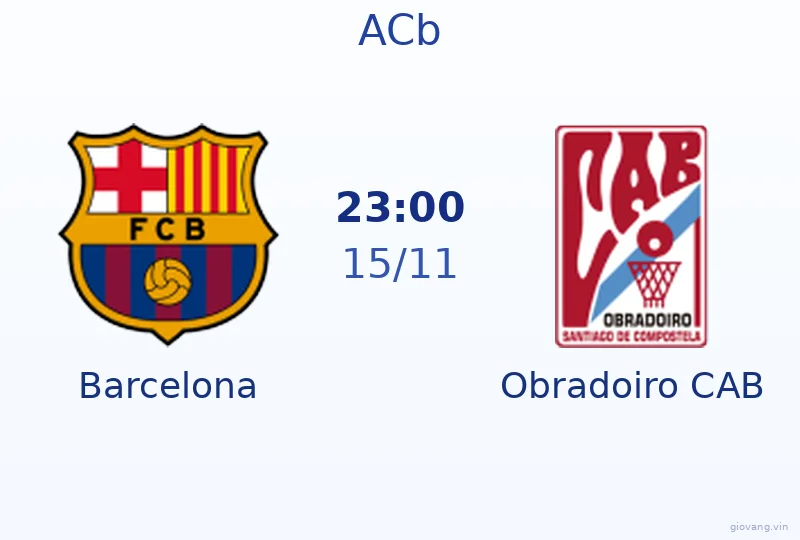 ACb
FCB
23:00
15/11
CAB
OBRADOIRO
SANTIAGO DE COMPOSTELA
Barcelona
Obradoiro CAB
giovang.vin